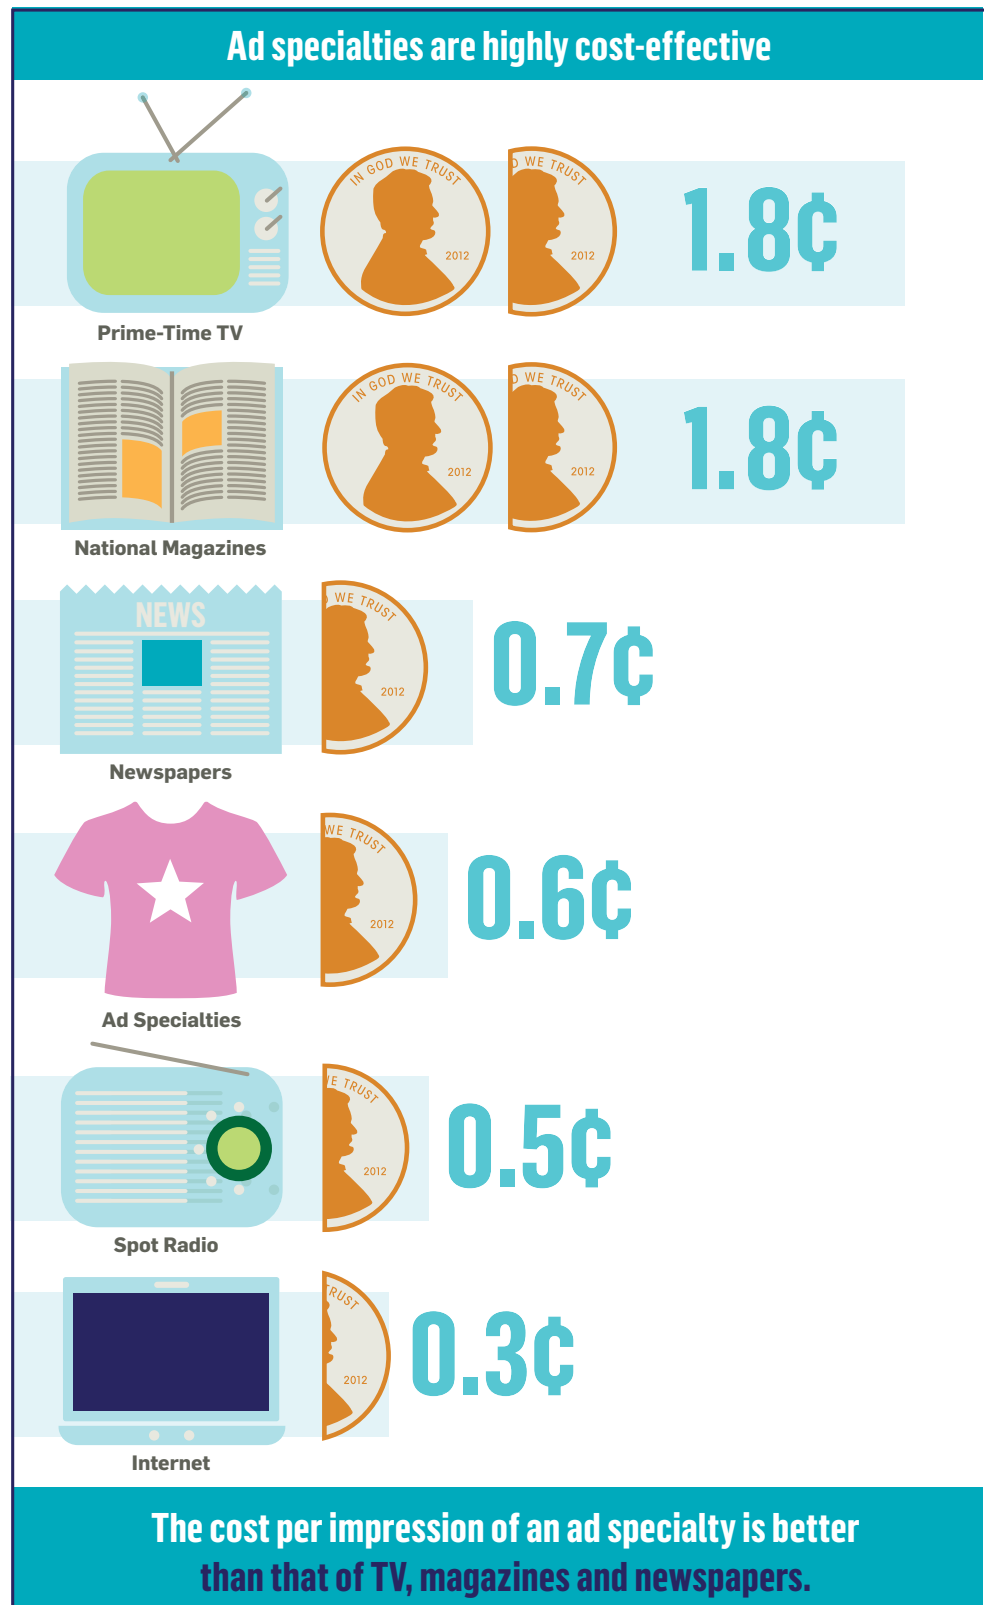 Ad specialties are highly cost-effective
IN GOD WE TRUST
2012
D WE TRUST
2012
1.8¢
Prime-Time TV
IN GOD WE TRUST
2012
D WE TRUST
2012
1.8¢
National Magazines
NEWS
WE TRUST
2012
0.7¢
Newspapers
WE TRUST
2012
0.6¢
Ad Specialties
E TRUST
2012
0.5¢
Spot Radio
TRUST
2012
0.3¢
Internet
The cost per impression of an ad specialty is better
than that of TV, magazines and newspapers.